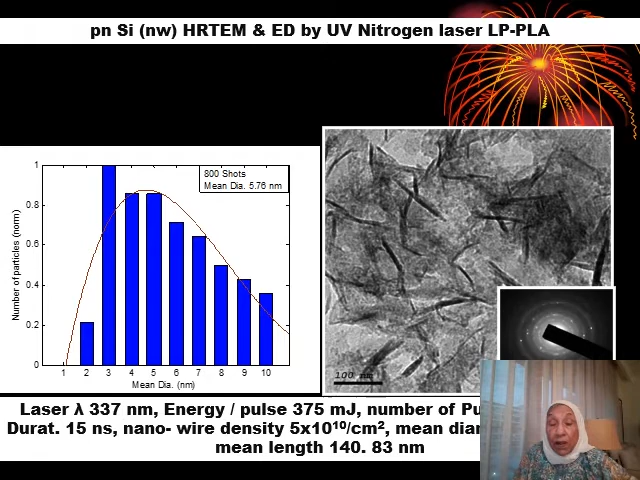 pn Si (nw) HRTEM & ED by UV Nitrogen laser LP-PLA
800 Shots
Mean Dia. 5.76 nm
Number of particles (norm)
1
0.8
0.6
0.4
0.2
0
1 2 3 4 5 6 7 8 9 10
Mean Dia. (nm)
100 nm
Laser λ 337 nm, Energy / pulse 375 mJ, number of
Durat. 15 ns, nano- wire density 5x10¹⁰/cm², mean
mean length 140. 83 nm